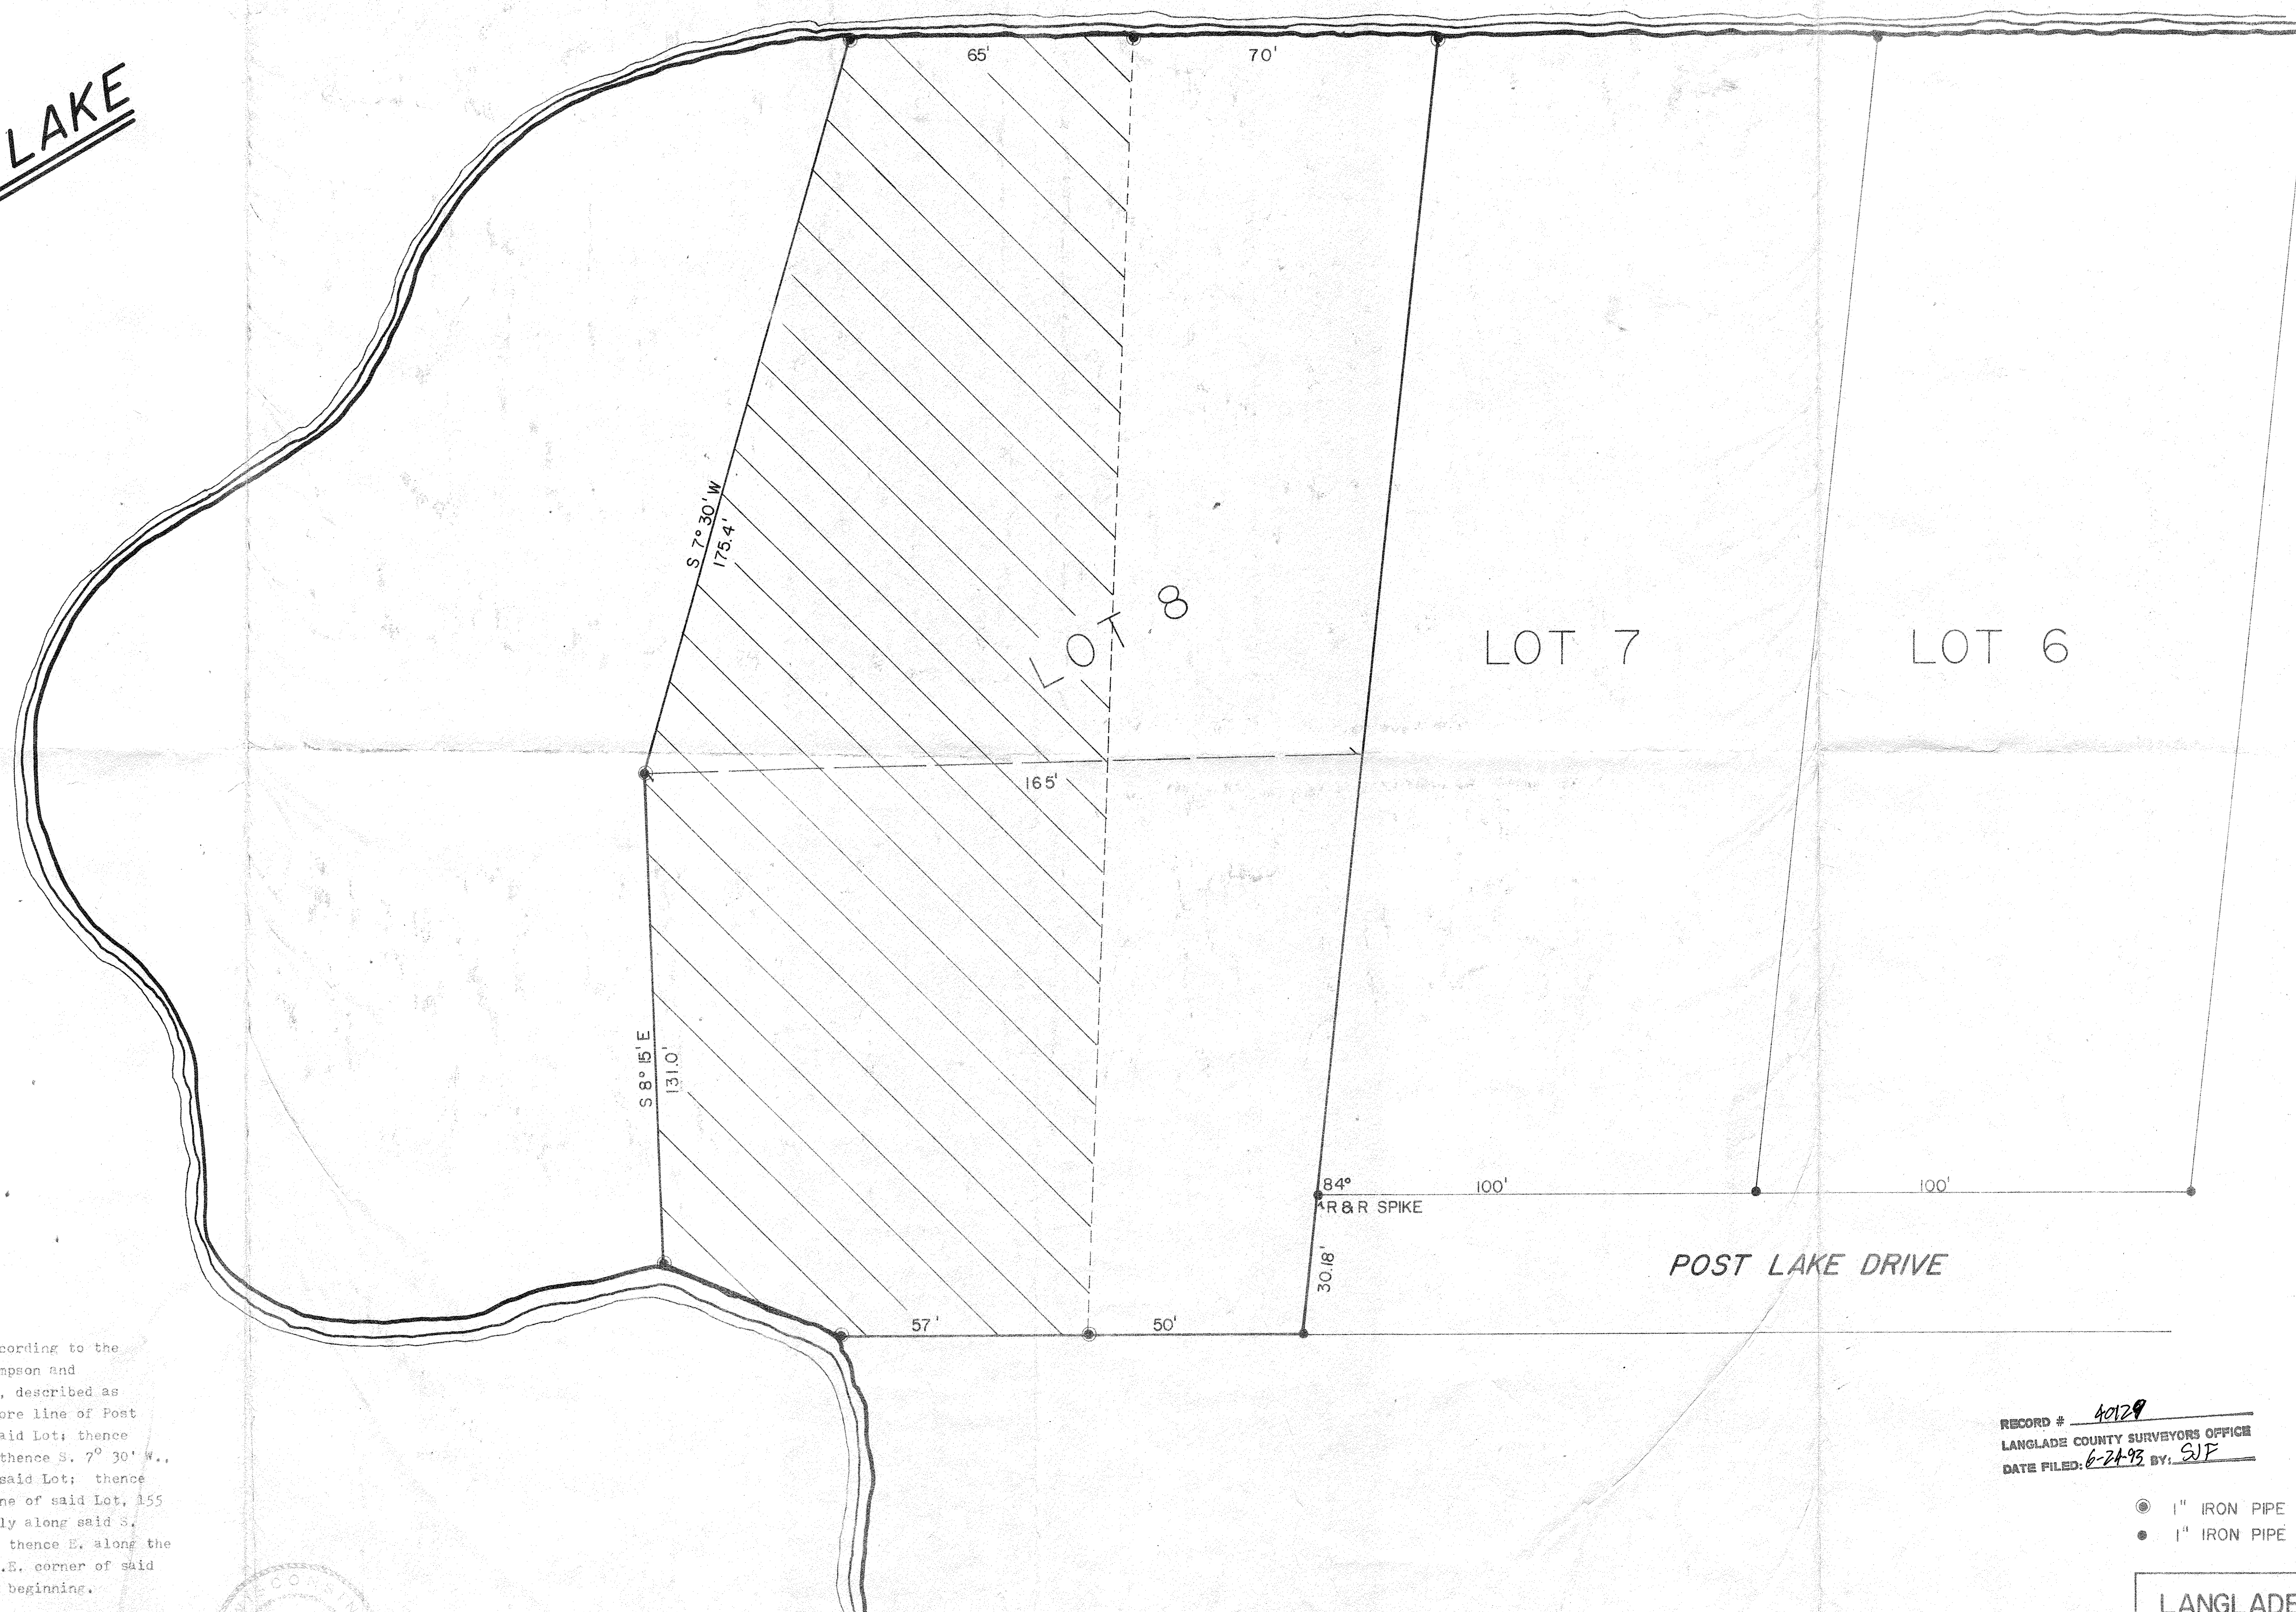 LAKE
65'
70'
S 7° 30' W
175.4'
LOT 8
LOT 7
LOT 6
165'
S 8° 15' E
131.0'
84°
100'
100'
R & R SPIKE
30.18'
POST LAKE DRIVE
57'
50'
cording to the
mpson and
, described as
ore line of Post
aid Lot; thence
thence S. 7° 30' W.,
said Lot; thence
ne of said Lot, 155
ly along said S.
thence E. along the
.E. corner of said
beginning.
RECORD # 40129
LANGLADE COUNTY SURVEYORS OFFICE
DATE FILED: 6-24-93 BY: SJF
1" IRON PIPE
1" IRON PIPE
LANGLADE